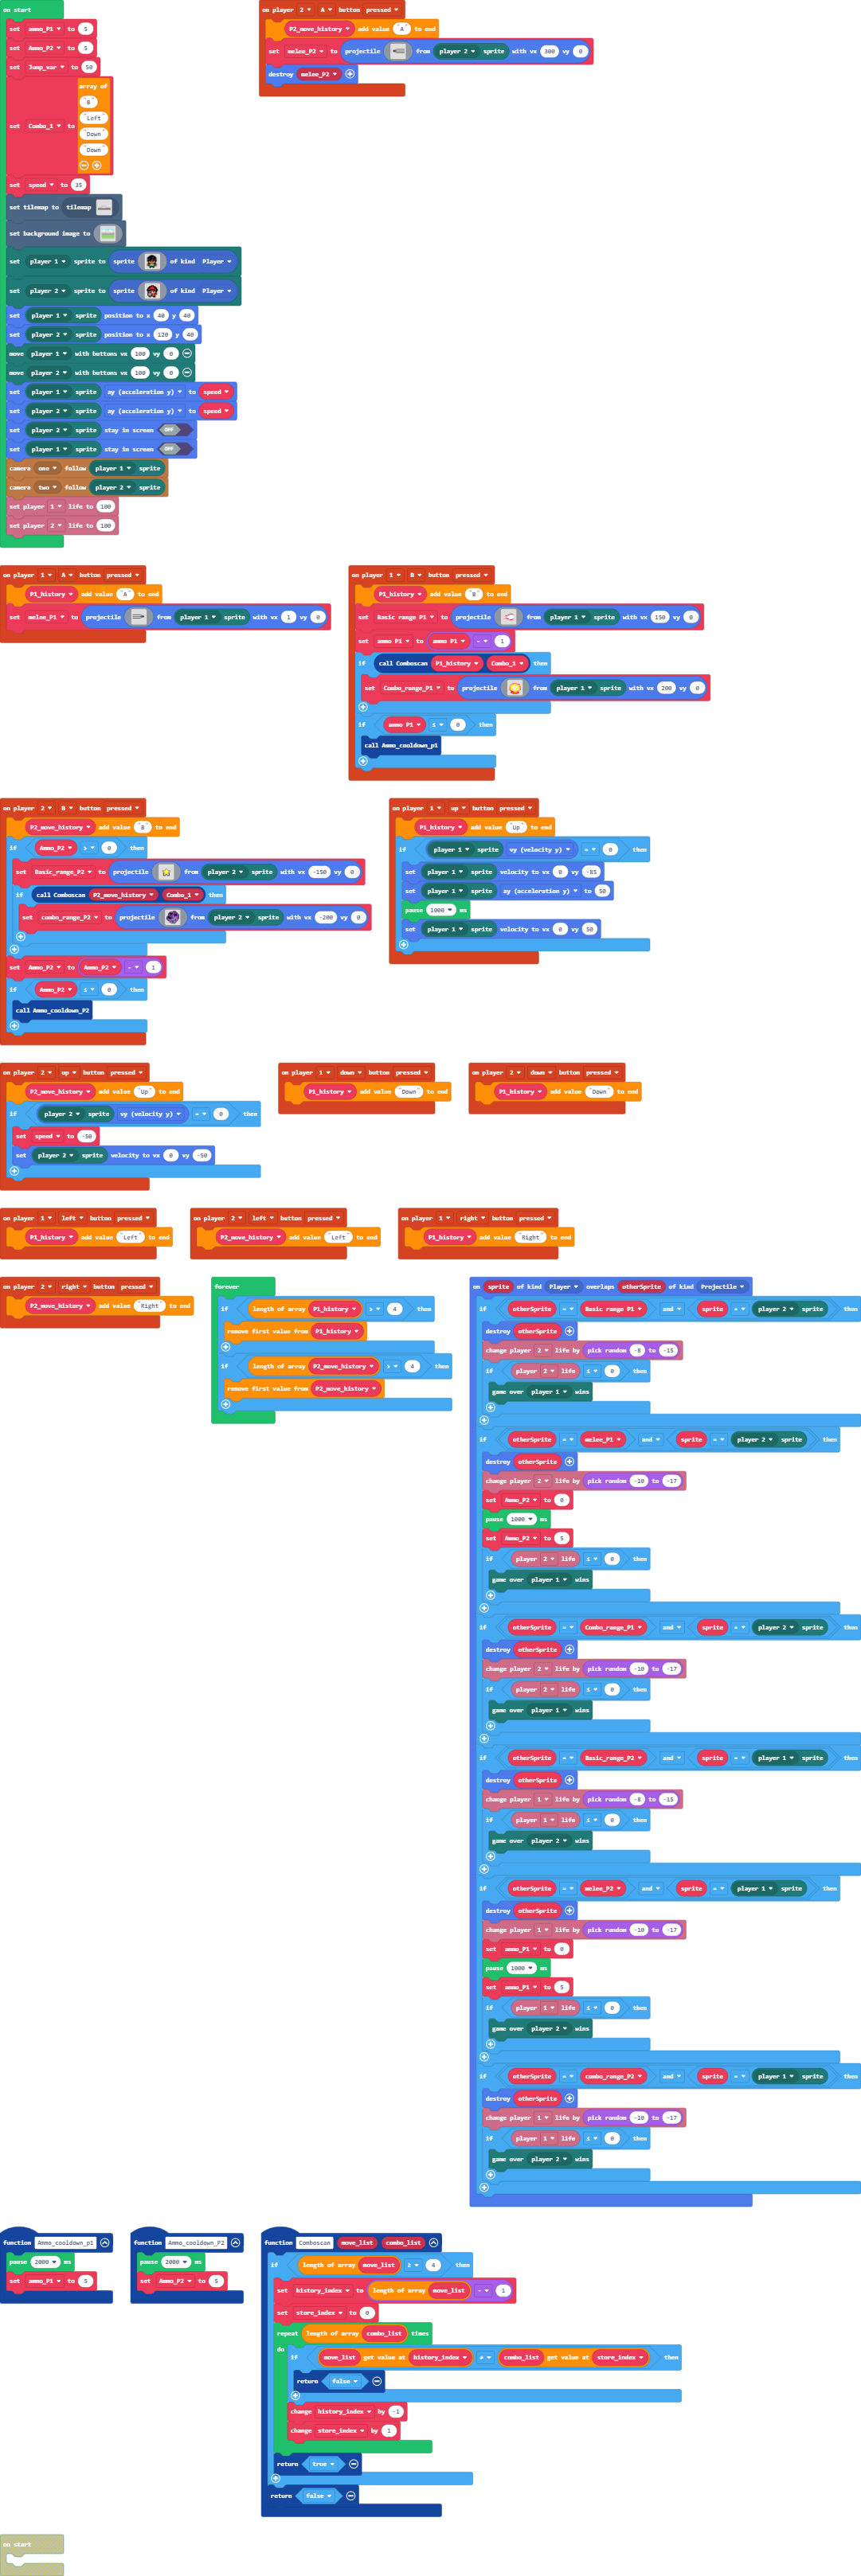 on start
set ammo_P1 to 5
set Ammo_P2 to 5
set Jump_var to 50
set Combo_1 to array of
"B"
"Left"
"Down"
"Down"
set speed to 35
set tilemap to tilemap
set background image to
set player 1 sprite to sprite of kind Player
set player 2 sprite to sprite of kind Player
set player 1 sprite position to x 40 y 40
set player 2 sprite position to x 120 y 40
move player 1 with buttons vx 100 vy 0
move player 2 with buttons vx 100 vy 0
set player 1 sprite ay (acceleration y) to speed
set player 2 sprite ay (acceleration y) to speed
set player 2 sprite stay in screen OFF
set player 1 sprite stay in screen OFF
camera one follow player 1 sprite
camera two follow player 2 sprite
set player 1 life to 100
set player 2 life to 100
on player 2 A button pressed
P2_move_history add value "A" to end
set melee_P2 to projectile from player 2 sprite with vx 300 vy 0
destroy melee_P2
on player 1 A button pressed
P1_history add value "A" to end
set melee_P1 to projectile from player 1 sprite with vx 1 vy 0
on player 1 B button pressed
P1_history add value "B" to end
set Basic range P1 to projectile from player 1 sprite with vx 150 vy 0
set ammo P1 to ammo P1 - 1
if call Comboscan P1_history Combo_1 then
set Combo_range_P1 to projectile from player 1 sprite with vx 200 vy 0
if ammo P1 ≤ 0 then
call Ammo_cooldown_p1
on player 2 B button pressed
P2_move_history add value "B" to end
if Ammo_P2 > 0 then
set Basic_range_P2 to projectile from player 2 sprite with vx -150 vy 0
if call Comboscan P2_move_history Combo_1 then
set combo_range_P2 to projectile from player 2 sprite with vx -200 vy 0
set Ammo_P2 to Ammo_P2 - 1
if Ammo_P2 ≤ 0 then
call Ammo_cooldown_P2
on player 1 up button pressed
P1_history add value "Up" to end
if player 1 sprite vy (velocity y) = 0 then
set player 1 sprite velocity to vx 0 vy -85
set player 1 sprite ay (acceleration y) to 50
pause 1000 ms
set player 1 sprite velocity to vx 0 vy 50
on player 2 up button pressed
P2_move_history add value "Up" to end
if player 2 sprite vy (velocity y) = 0 then
set speed to -50
set player 2 sprite velocity to vx 0 vy -50
on player 1 down button pressed
P1_history add value "Down" to end
on player 2 down button pressed
P1_history add value "Down" to end
on player 1 left button pressed
P1_history add value "Left" to end
on player 2 left button pressed
P2_move_history add value "Left" to end
on player 1 right button pressed
P1_history add value "Right" to end
on player 2 right button pressed
P2_move_history add value "Right" to end
forever
if length of array P1_history > 4 then
remove first value from P1_history
if length of array P2_move_history > 4 then
remove first value from P2_move_history
on sprite of kind Player overlaps otherSprite of kind Projectile
if otherSprite = Basic range P1 and sprite = player 2 sprite then
destroy otherSprite
change player 2 life by pick random -8 to -15
if player 2 life ≤ 0 then
game over player 1 wins
if otherSprite = melee_P1 and sprite = player 2 sprite then
destroy otherSprite
change player 2 life by pick random -10 to -17
set Ammo_P2 to 0
pause 1000 ms
set Ammo_P2 to 5
if player 2 life ≤ 0 then
game over player 1 wins
if otherSprite = Combo_range_P1 and sprite = player 2 sprite then
destroy otherSprite
change player 2 life by pick random -10 to -17
if player 2 life ≤ 0 then
game over player 1 wins
if otherSprite = Basic_range_P2 and sprite = player 1 sprite then
destroy otherSprite
change player 1 life by pick random -8 to -15
if player 1 life ≤ 0 then
game over player 2 wins
if otherSprite = melee_P2 and sprite = player 1 sprite then
destroy otherSprite
change player 1 life by pick random -10 to -17
set ammo_P1 to 0
pause 1000 ms
set ammo_P1 to 5
if player 1 life ≤ 0 then
game over player 2 wins
if otherSprite = combo_range_P2 and sprite = player 1 sprite then
destroy otherSprite
change player 1 life by pick random -10 to -17
if player 1 life ≤ 0 then
game over player 2 wins
function Ammo_cooldown_p1
pause 2000 ms
set ammo_P1 to 5
function Ammo_cooldown_P2
pause 2000 ms
set Ammo_P2 to 5
function Comboscan move_list combo_list
if length of array move_list ≥ 4 then
set history_index to length of array move_list - 1
set store_index to 0
repeat length of array combo_list times
do
if move_list get value at history_index ≠ combo_list get value at store_index then
return false
change history_index by -1
change store_index by 1
return true
return false
on start